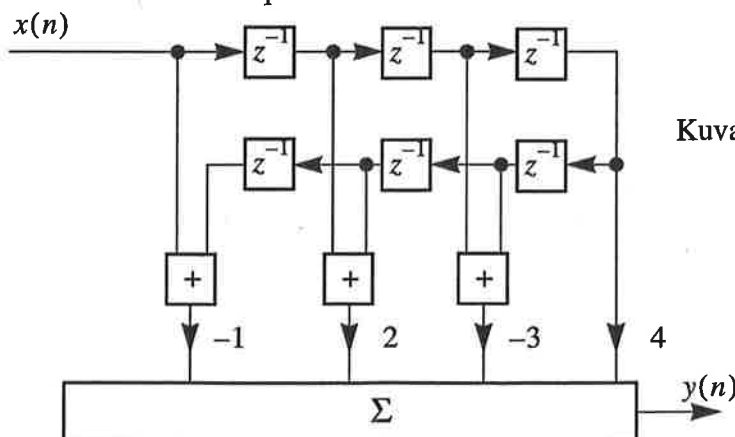 x(n)
z⁻¹ z⁻¹ z⁻¹
Kuva
z⁻¹ z⁻¹ z⁻¹
+ + +
−1 2 −3 4
Σ y(n)